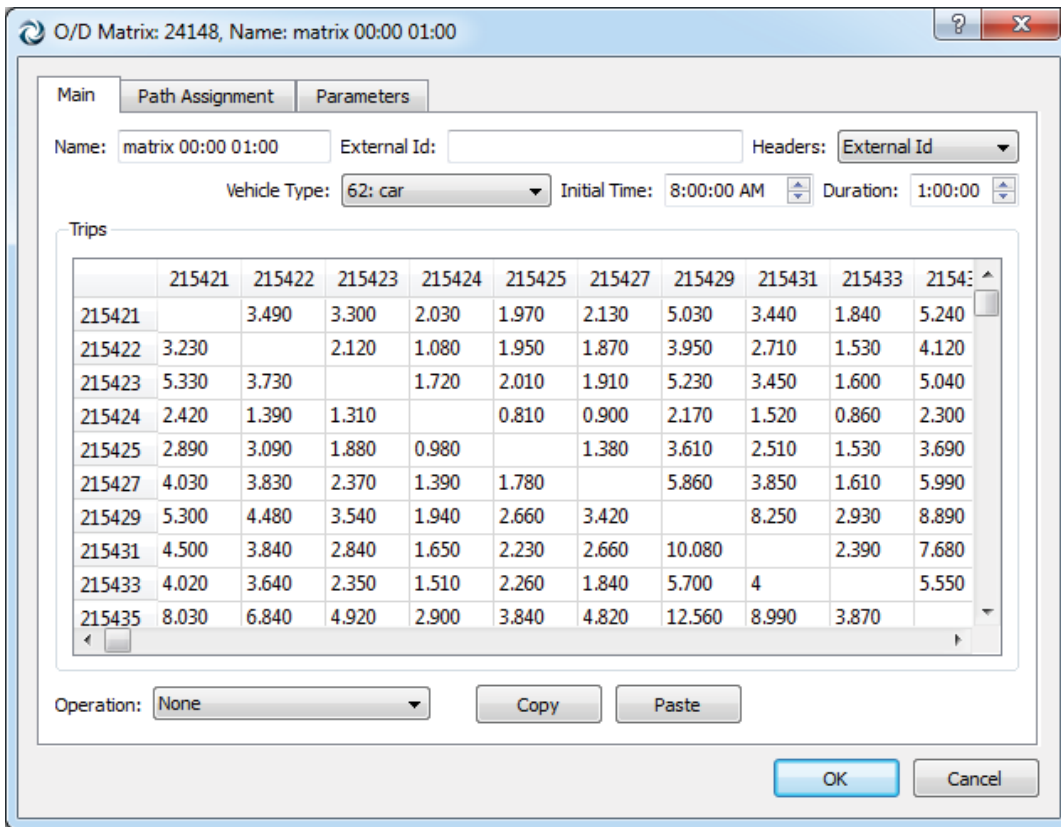 O/D Matrix: 24148, Name: matrix 00:00 01:00
Main Path Assignment Parameters
Name: matrix 00:00 01:00 External Id: Headers: External Id
Vehicle Type: 62: car Initial Time: 8:00:00 AM Duration: 1:00:00
Trips
215421 215422 215423 215424 215425 215427 215429 215431 215433
215421 3.490 3.300 2.030 1.970 2.130 5.030 3.440 1.840 5.240
215422 3.230 2.120 1.080 1.950 1.870 3.950 2.710 1.530 4.120
215423 5.330 3.730 1.720 2.010 1.910 5.230 3.450 1.600 5.040
215424 2.420 1.390 1.310 0.810 0.900 2.170 1.520 0.860 2.300
215425 2.890 3.090 1.880 0.980 1.380 3.610 2.510 1.530 3.690
215427 4.030 3.830 2.370 1.390 1.780 5.860 3.850 1.610 5.990
215429 5.300 4.480 3.540 1.940 2.660 3.420 8.250 2.930 8.890
215431 4.500 3.840 2.840 1.650 2.230 2.660 10.080 2.390 7.680
215433 4.020 3.640 2.350 1.510 2.260 1.840 5.700 4 5.550
215435 8.030 6.840 4.920 2.900 3.840 4.820 12.560 8.990 3.870
Operation: None Copy Paste
OK Cancel